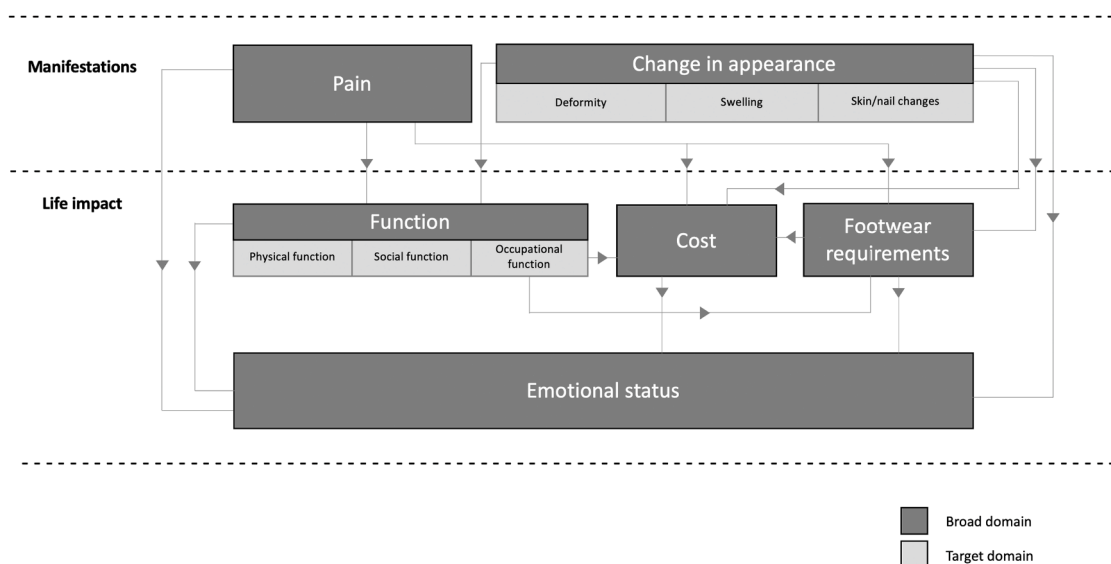 Manifestations
Pain
Change in appearance
Deformity
Swelling
Skin/nail changes
Life impact
Function
Physical function
Social function
Occupational
function
Cost
Footwear
requirements
Emotional status
Broad domain
Target domain